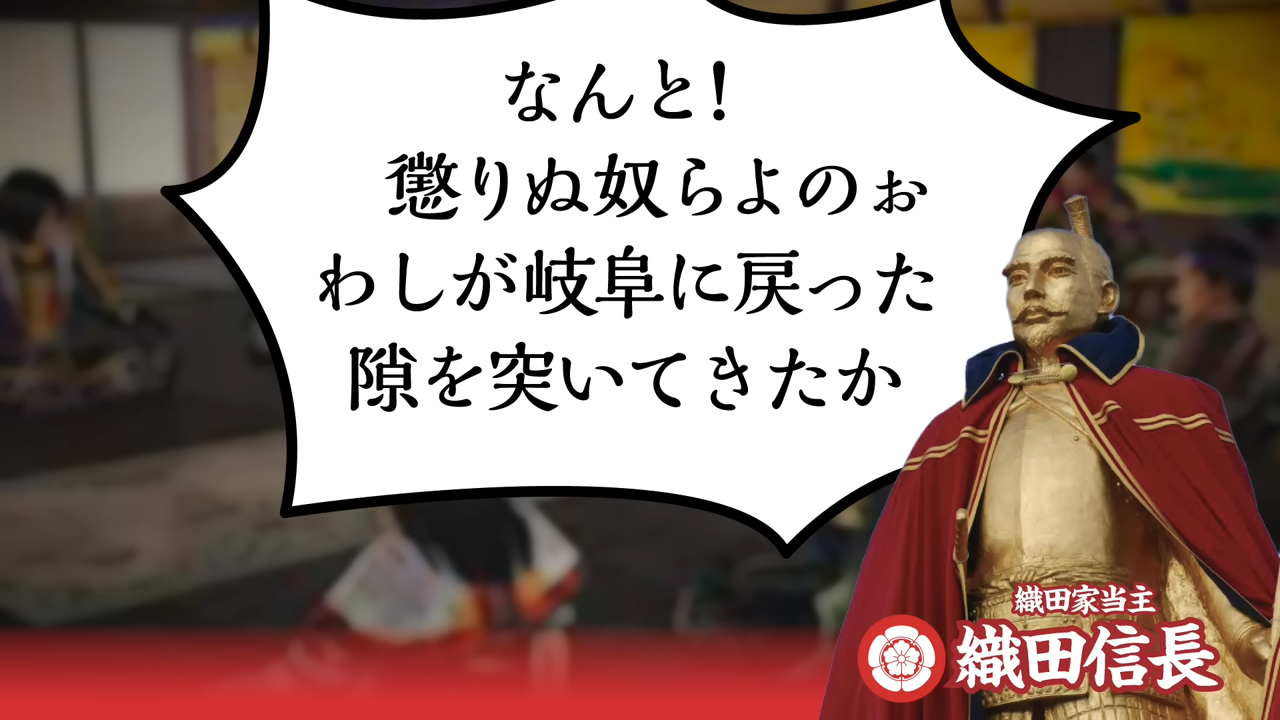 なんと!
懲りぬ奴らよのぉ
わしが岐阜に戻った
隙を突いてきたか
織田家当主
織田信長